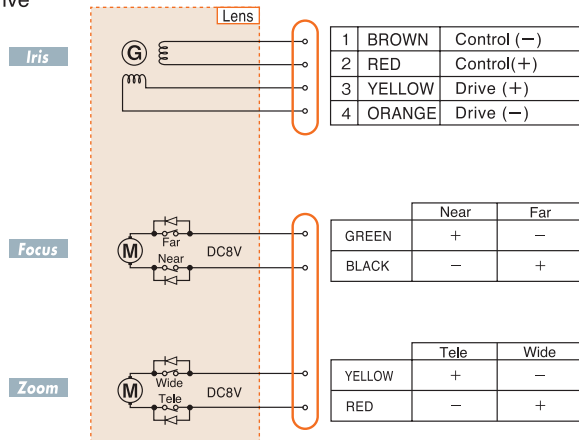 ive
Lens
Iris
G
1 BROWN Control (−)
2 RED Control(+)
3 YELLOW Drive (+)
4 ORANGE Drive (−)
Near Far
Focus
M
Far
Near
DC8V
GREEN + −
BLACK − +
Tele Wide
Zoom
M
Wide
Tele
DC8V
YELLOW + −
RED − +